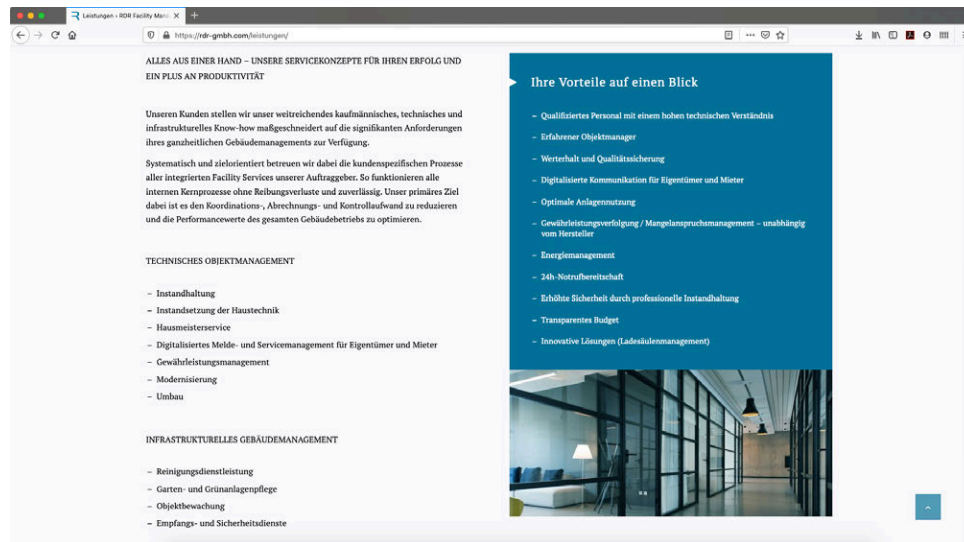 Leistungen › RDR Facility Mana
https://rdr-gmbh.com/leistungen/
ALLES AUS EINER HAND – UNSERE SERVICEKONZEPTE FÜR IHREN ERFOLG UND
EIN PLUS AN PRODUKTIVITÄT
Unseren Kunden stellen wir unser weitreichendes kaufmännisches, technisches und
infrastrukturelles Know-how maßgeschneidert auf die signifikanten Anforderungen
ihres ganzheitlichen Gebäudemanagements zur Verfügung.
Systematisch und zielorientiert betreuen wir dabei die kundenspezifischen Prozesse
aller integrierten Facility Services unserer Auftraggeber. So funktionieren alle
internen Kernprozesse ohne Reibungsverluste und zuverlässig. Unser primäres Ziel
dabei ist es den Koordinations-, Abrechnungs- und Kontrollaufwand zu reduzieren
und die Performancewerte des gesamten Gebäudebetriebs zu optimieren.
TECHNISCHES OBJEKTMANAGEMENT
– Instandhaltung
– Instandsetzung der Haustechnik
– Hausmeisterservice
– Digitalisiertes Melde- und Servicemanagement für Eigentümer und Mieter
– Gewährleistungsmanagement
– Modernisierung
– Umbau
INFRASTRUKTURELLES GEBÄUDEMANAGEMENT
– Reinigungsdienstleistung
– Garten- und Grünanlagenpflege
– Objektbewachung
– Empfangs- und Sicherheitsdienste
Ihre Vorteile auf einen Blick
– Qualifiziertes Personal mit einem hohen technischen Verständnis
– Erfahrener Objektmanager
– Werterhalt und Qualitätssicherung
– Digitalisierte Kommunikation für Eigentümer und Mieter
– Optimale Anlagennutzung
– Gewährleistungsverfolgung / Mangelanspruchsmanagement – unabhängig
vom Hersteller
– Energiemanagement
– 24h-Notrufbereitschaft
– Erhöhte Sicherheit durch professionelle Instandhaltung
– Transparentes Budget
– Innovative Lösungen (Ladesäulenmanagement)